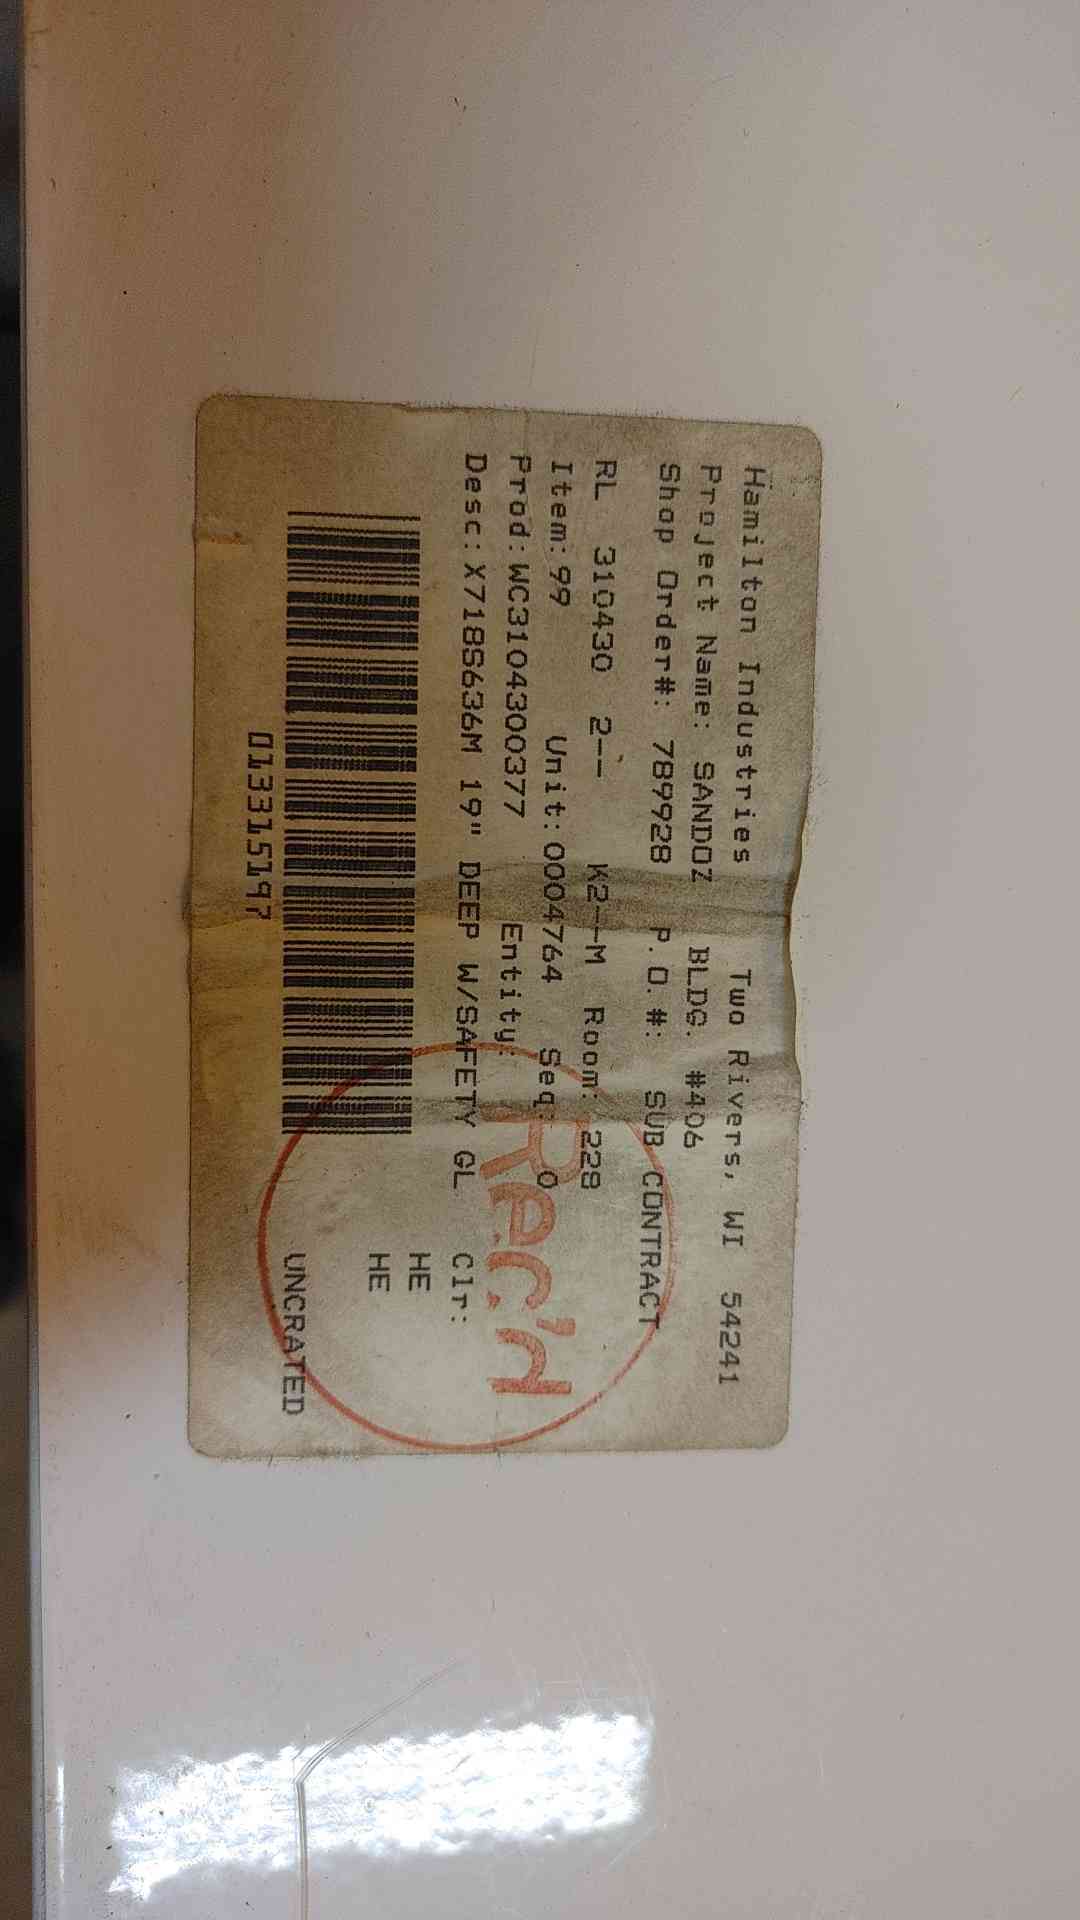 Hamilton Industries Two Rivers, WI 54241
Project Name: SANDOZ BLDG. #406
Shop Order#: 789928 P.O.#: SUB CONTRACT
RL 310430 2-- K2--M Room: 228
Item: 99 Unit: 0004764 Seq: 0
Prod: WC3104300377 Entity:
Desc: X718S636M 19" DEEP W/SAFETY GL Clr:
HE
HE
UNCRATED
01331519?
Rec'd